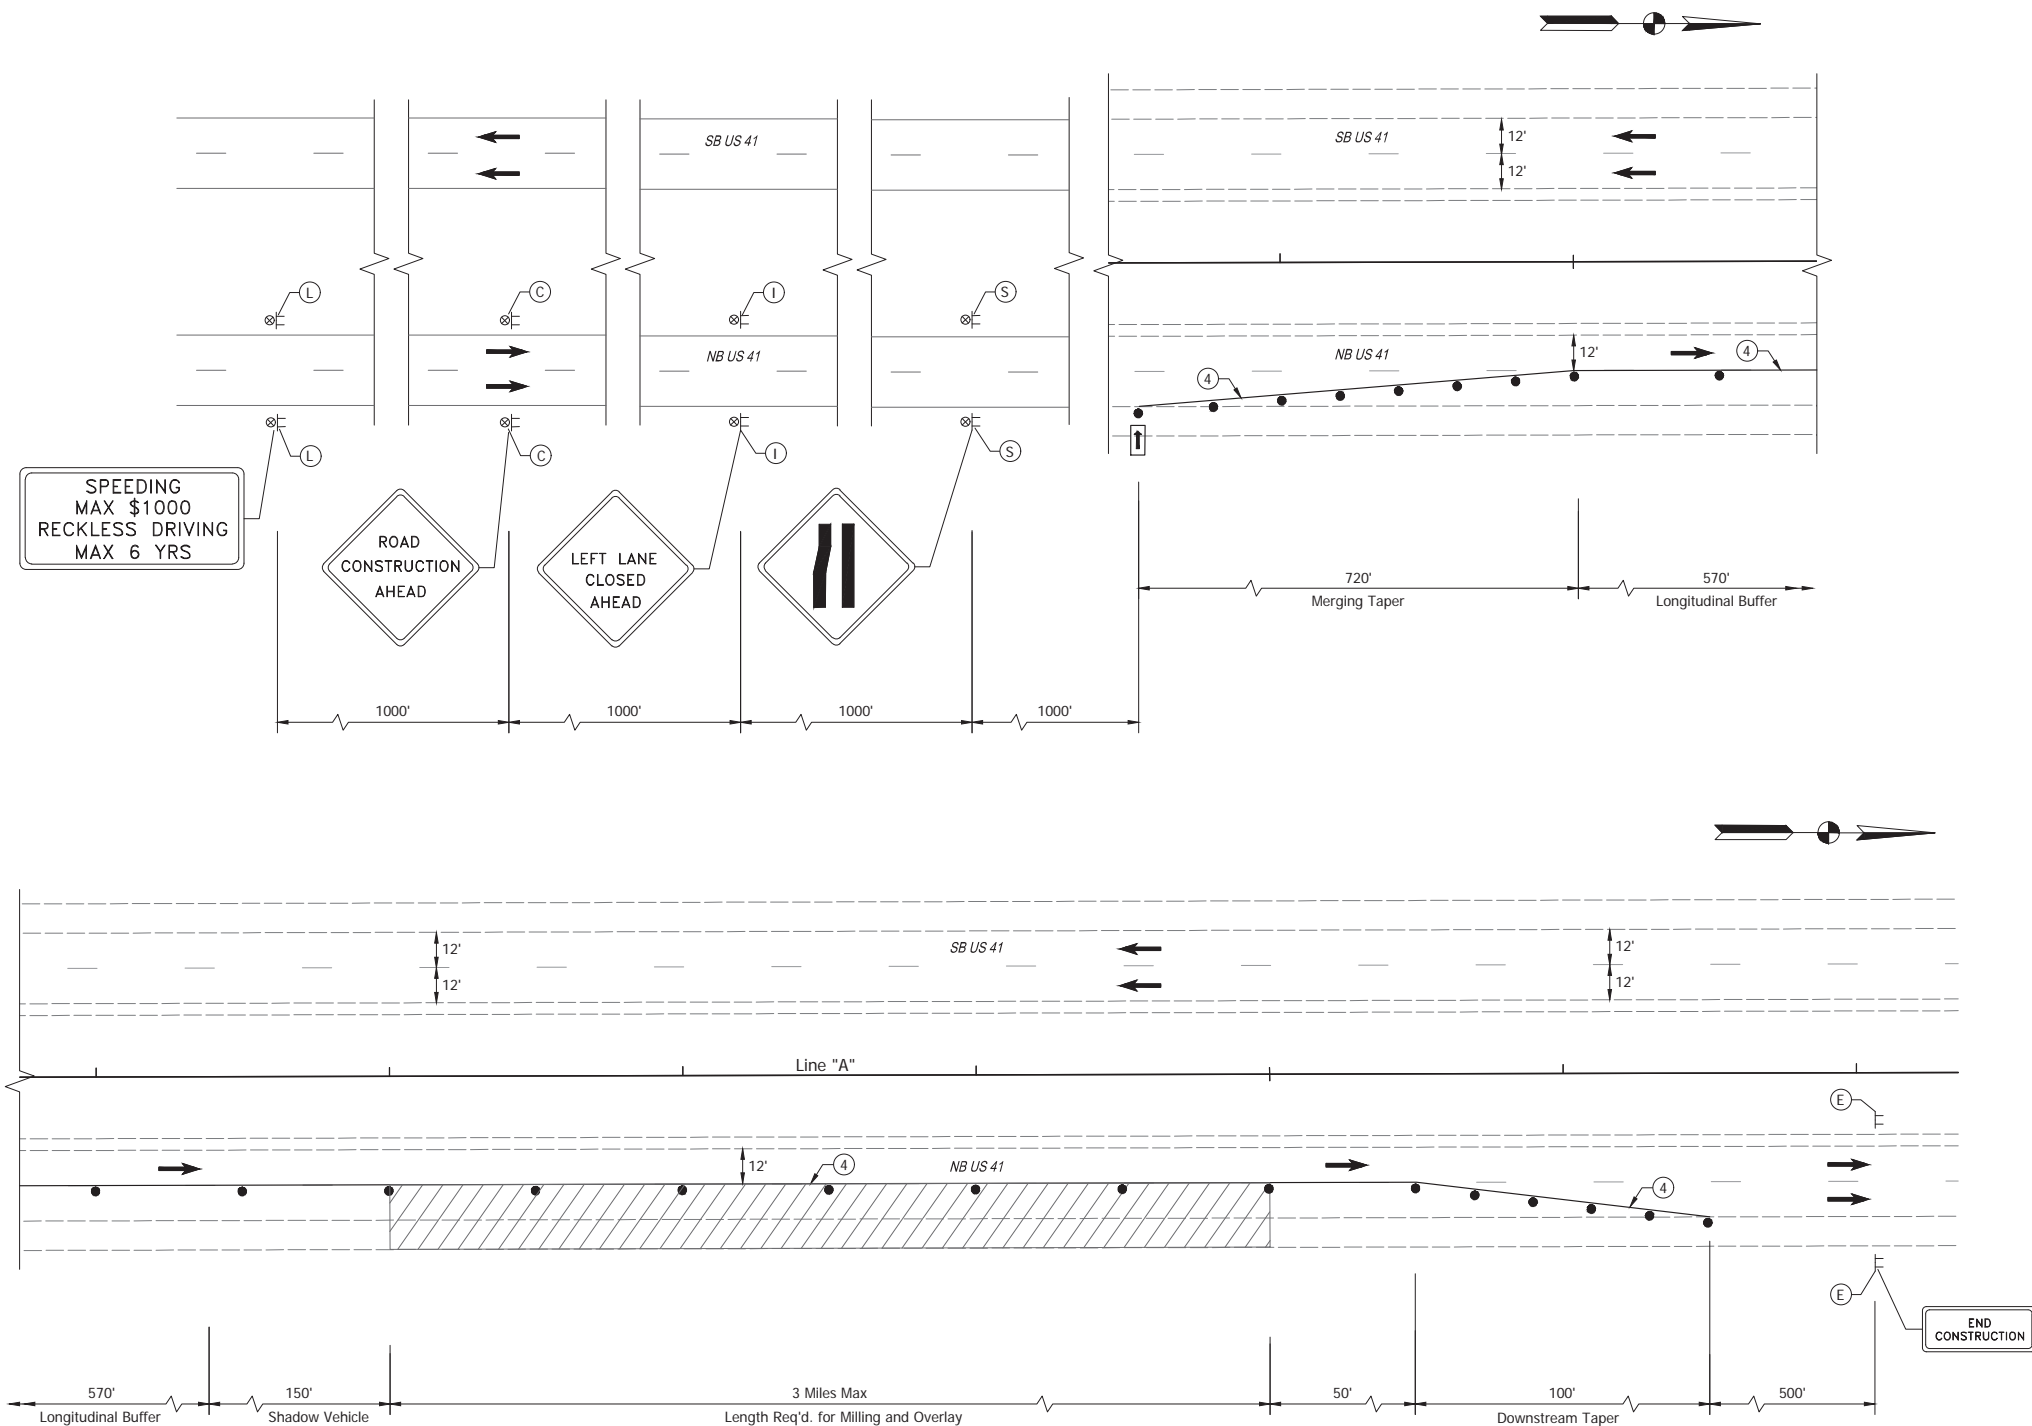 SB US 41
12'
12'
SB US 41
L
C
I
S
NB US 41
NB US 41
12'
4
4
L
C
I
S
SPEEDING
MAX $1000
RECKLESS DRIVING
MAX 6 YRS
ROAD
CONSTRUCTION
AHEAD
LEFT LANE
CLOSED
AHEAD
720'
Merging Taper
570'
Longitudinal Buffer
1000'
1000'
1000'
1000'
12'
12'
SB US 41
12'
12'
Line "A"
E
12'
4
NB US 41
4
E
END
CONSTRUCTION
570'
Longitudinal Buffer
150'
Shadow Vehicle
3 Miles Max
Length Req'd. for Milling and Overlay
50'
100'
Downstream Taper
500'